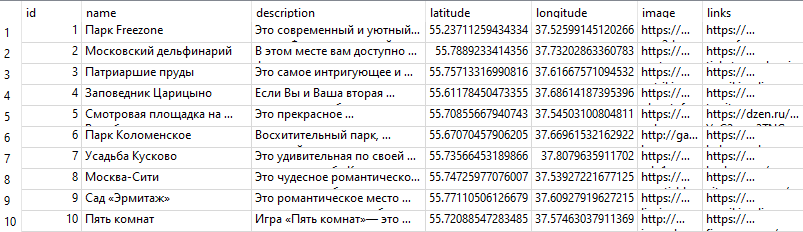 id name description latitude longitude image links
1 1 Парк Freezone Это современный и уютный… 55.23711259434334 37.52599145120266 https://… https://…
2 2 Московский дельфинарий В этом месте вам доступно … 55.7889233414356 37.73202863360783 https://… https://…
3 3 Патриаршие пруды Это самое интригующее и … 55.75713316990816 37.61667571094532 https://… https://…
4 4 Заповедник Царицыно Если Вы и Ваша вторая … 55.61178450473355 37.68614187395396 https://… https://…
5 5 Смотровая площадка на … Это прекрасное … 55.70855667940743 37.54503100804811 https://… https://dzen.ru/…
6 6 Парк Коломенское Восхитительный парк, … 55.67070457906205 37.66961532162922 http://ga… https://…
7 7 Усадьба Кусково Это удивительная по своей … 55.73566453189866 37.8079635911702 https://… https://…
8 8 Москва-Сити Это чудесное романтическо… 55.74725977076007 37.53927221677125 https://… https://…
9 9 Сад «Эрмитаж» Это романтическое место … 55.77110506126679 37.60927919627215 https://… https://…
10 10 Пять комнат Игра «Пять комнат»— это … 55.72088547283485 37.57463037911369 http://… https://…